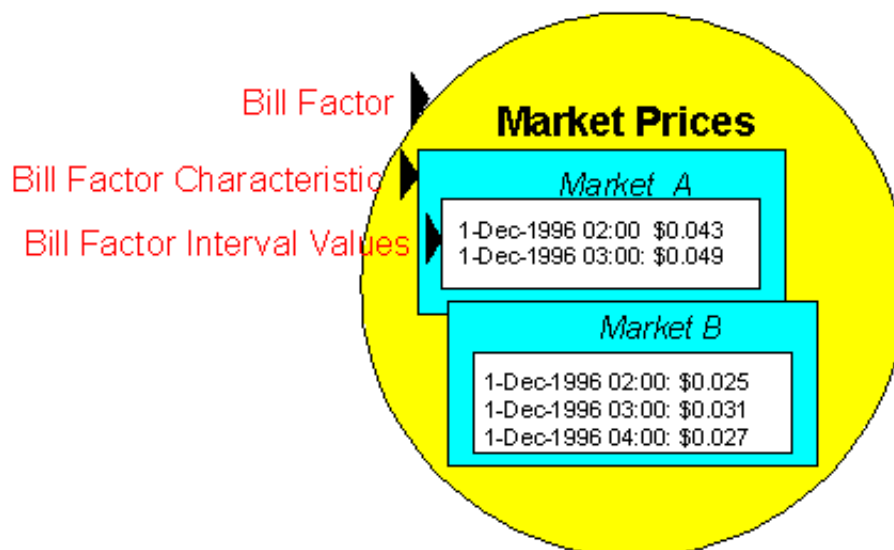 Bill Factor
Market Prices
Bill Factor Characteristic
Market A
Bill Factor Interval Values
1-Dec-1996 02:00 $0.043
1-Dec-1996 03:00: $0.049
Market B
1-Dec-1996 02:00: $0.025
1-Dec-1996 03:00: $0.031
1-Dec-1996 04:00: $0.027